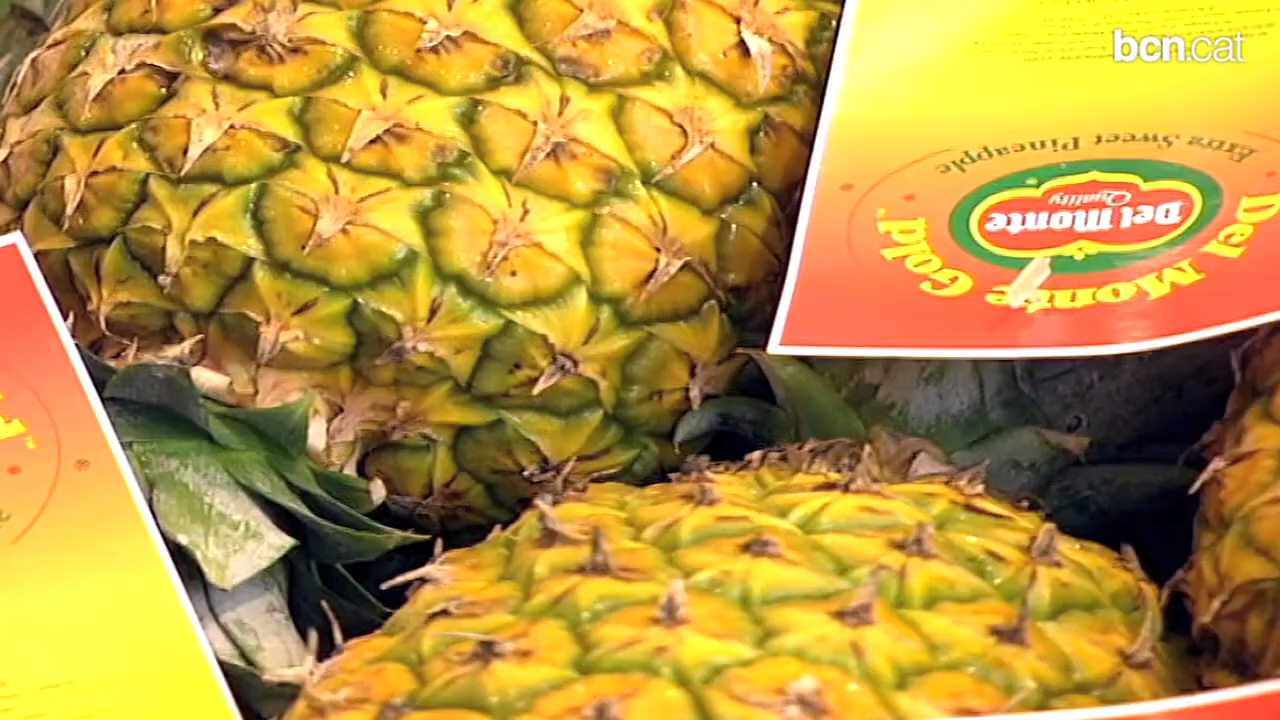 bcn.cat
Extra Sweet Pineapple
Del Monte
Quality
Del Monte Gold